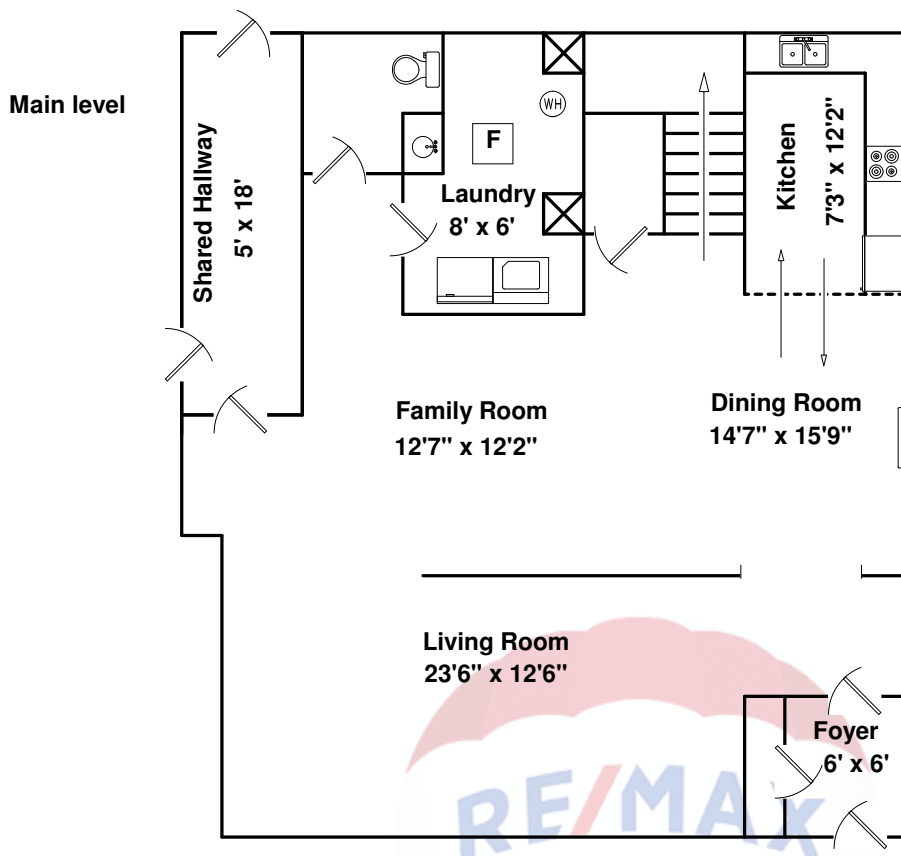 Main level
Shared Hallway
5' x 18'
WH
F
Laundry
8' x 6'
Kitchen
7'3" x 12'2"
Family Room
12'7" x 12'2"
Dining Room
14'7" x 15'9"
Living Room
23'6" x 12'6"
Foyer
6' x 6'
RE/MAX